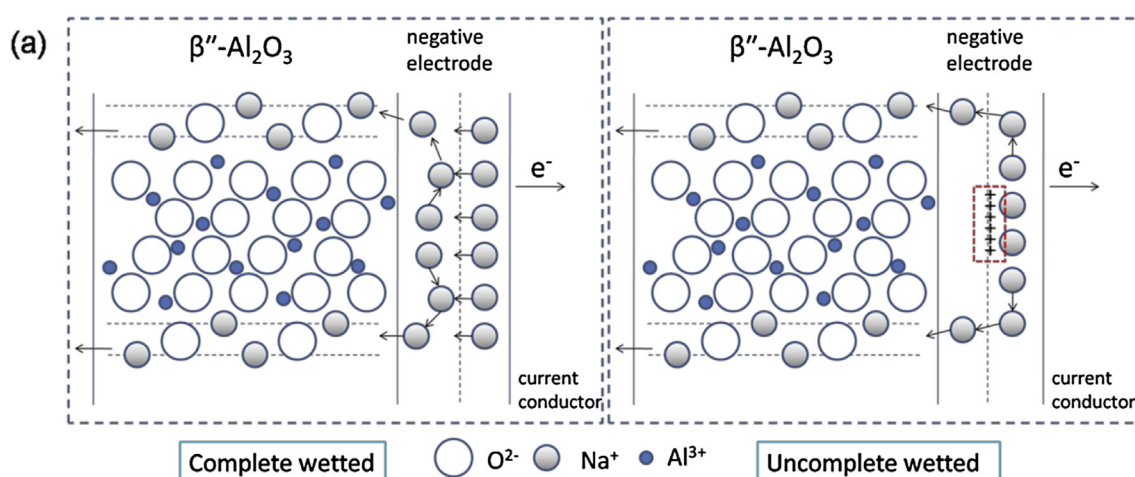 (a)
β″-Al₂O₃
negative
electrode
e⁻
current
conductor
β″-Al₂O₃
negative
electrode
++++++
e⁻
current
conductor
Complete wetted
O²⁻ Na⁺ Al³⁺
Uncomplete wetted